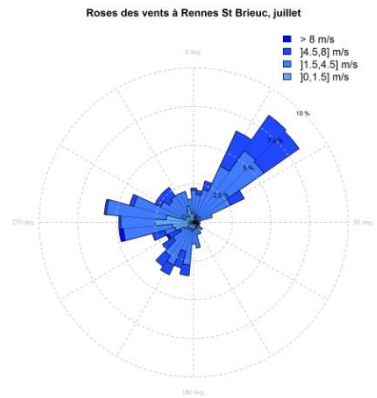 Roses des vents à Rennes St Brieuc, juillet
> 8 m/s
]4.5,8] m/s
]1.5,4.5] m/s
]0,1.5] m/s
0 deg
10 %
7.5 %
5 %
2.5 %
270 deg
90 deg
180 deg